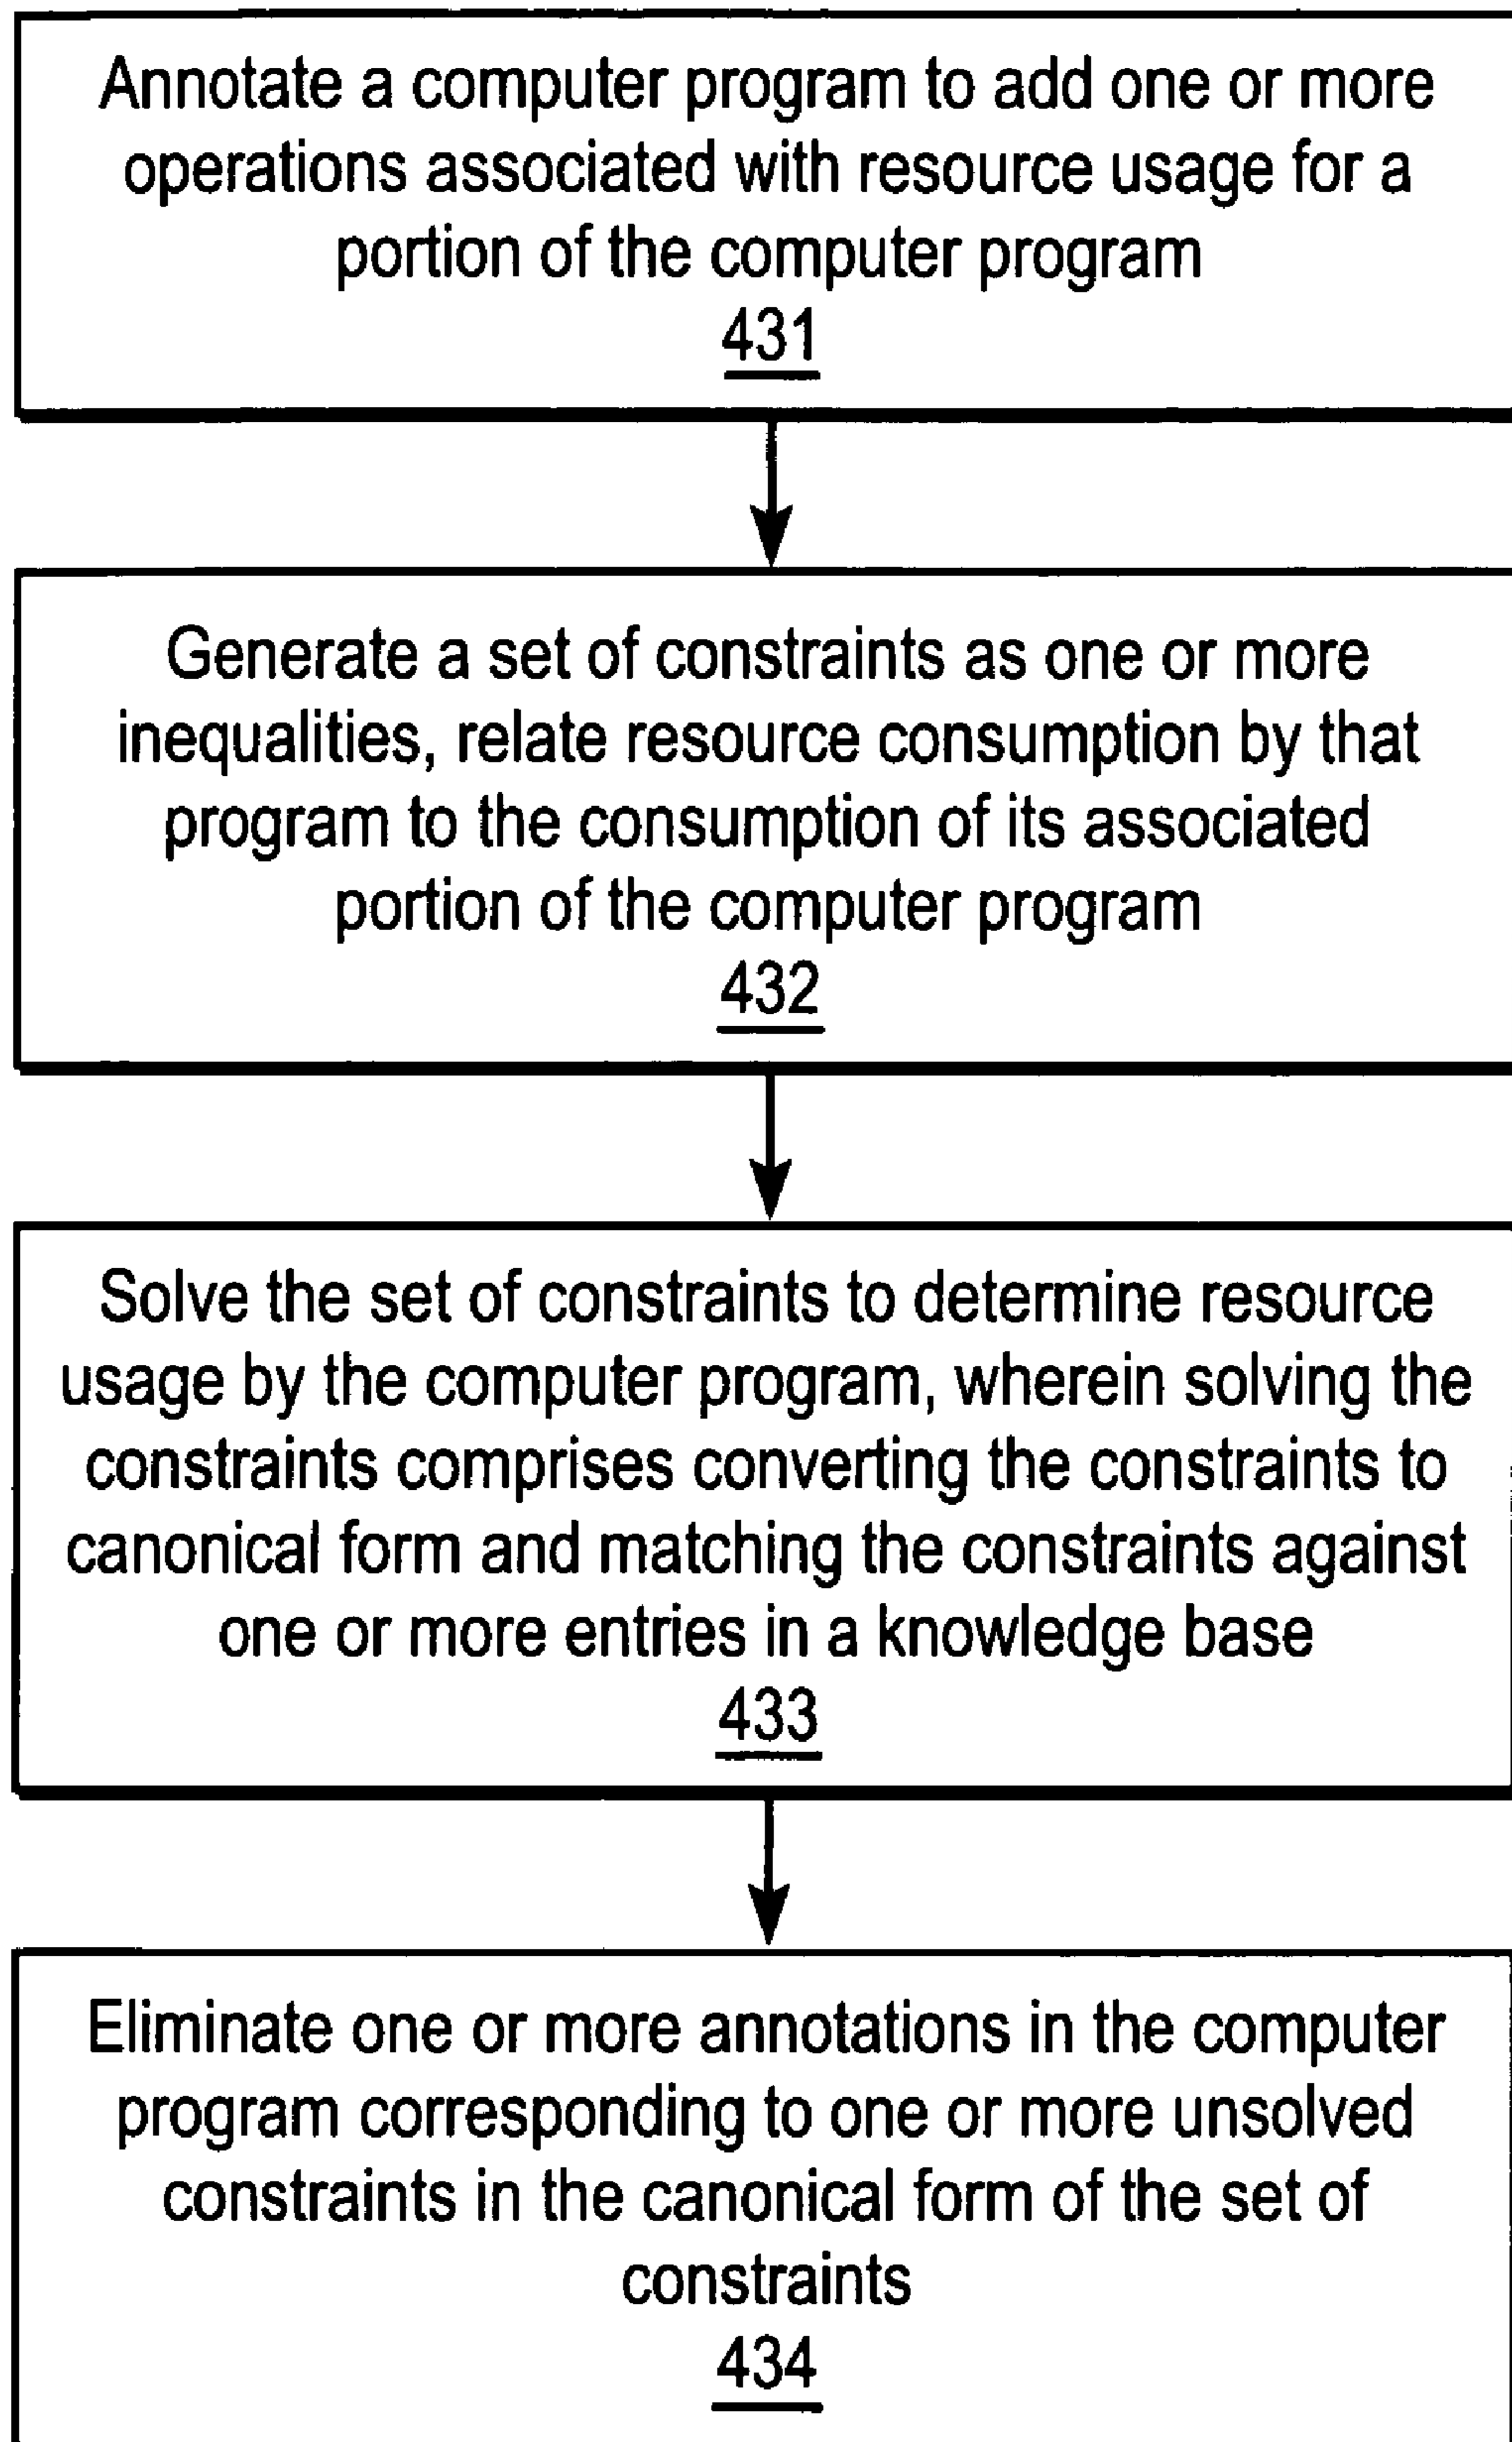 Annotate a computer program to add one or more
operations associated with resource usage for a
portion of the computer program
431
Generate a set of constraints as one or more
inequalities, relate resource consumption by that
program to the consumption of its associated
portion of the computer program
432
Solve the set of constraints to determine resource
usage by the computer program, wherein solving the
constraints comprises converting the constraints to
canonical form and matching the constraints against
one or more entries in a knowledge base
433
Eliminate one or more annotations in the computer
program corresponding to one or more unsolved
constraints in the canonical form of the set of
constraints
434